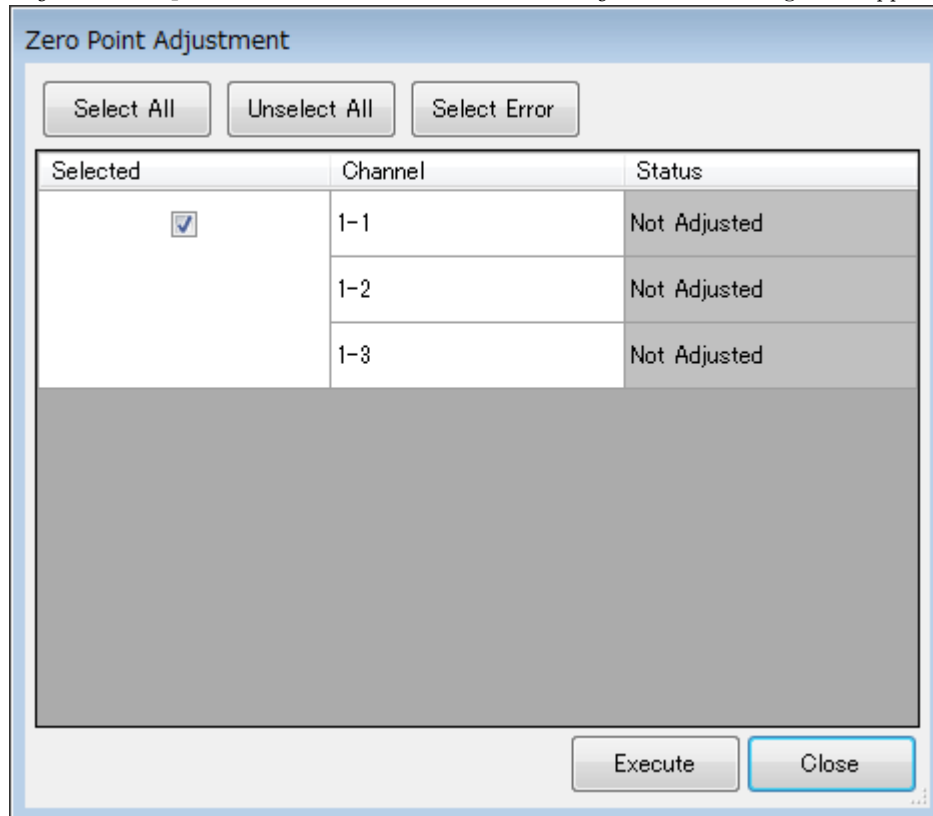 Zero Point Adjustment
Select All Unselect All Select Error
Selected Channel Status
1-1 Not Adjusted
1-2 Not Adjusted
1-3 Not Adjusted
Execute Close